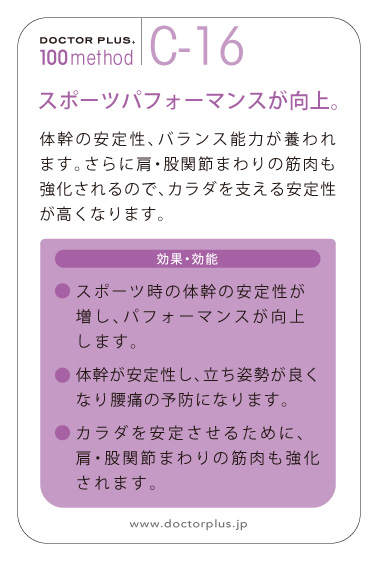 DOCTOR PLUS.
100method
C-16
スポーツパフォーマンスが向上。
体幹の安定性、バランス能力が養われ
ます。さらに肩・股関節まわりの筋肉も
強化されるので、カラダを支える安定性
が高くなります。
効果・効能
● スポーツ時の体幹の安定性が
増し、パフォーマンスが向上
します。
● 体幹が安定性し、立ち姿勢が良く
なり腰痛の予防になります。
● カラダを安定させるために、
肩・股関節まわりの筋肉も強化
されます。
www.doctorplus.jp